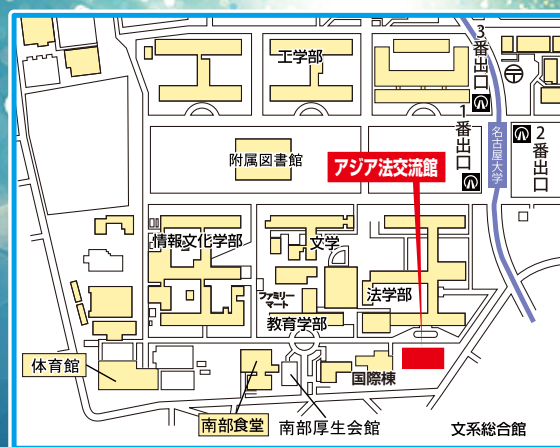 3番出口
工学部
1番出口
名古屋大学
2番出口
附属図書館
アジア法交流館
情報文化学部
文学
ファミリー
マート
法学部
教育学部
体育館
国際棟
南部食堂
南部厚生会館
文系総合館